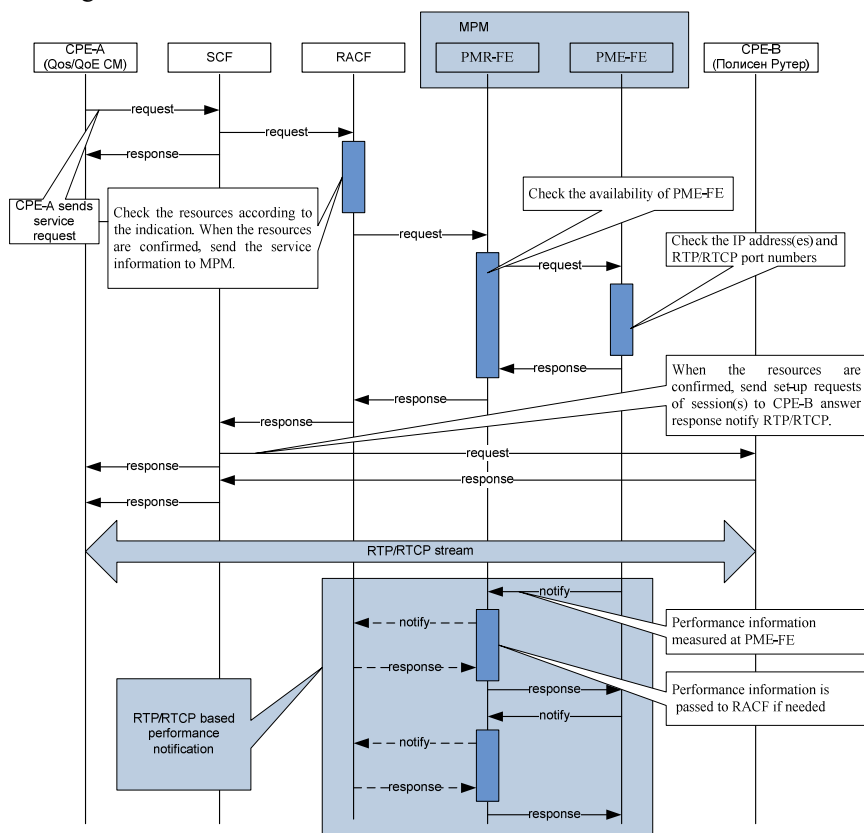 MPM
CPE-A
(Qos/QoE CM)
SCF
RACF
PMR-FE
PME-FE
CPE-B
(Полисен Рутер)
request
request
response
CPE-A sends
service
request
Check the resources according to
the indication. When the resources
are confirmed, send the service
information to MPM.
Check the availability of PME-FE
request
request
Check the IP address(es) and
RTP/RTCP port numbers
response
response
response
When the resources are
confirmed, send set-up requests
of session(s) to CPE-B answer
response notify RTP/RTCP.
request
response
response
response
RTP/RTCP stream
notify
notify
Performance information
measured at PME-FE
response
response
Performance information is
passed to RACF if needed
RTP/RTCP based
performance
notification
notify
notify
response
response